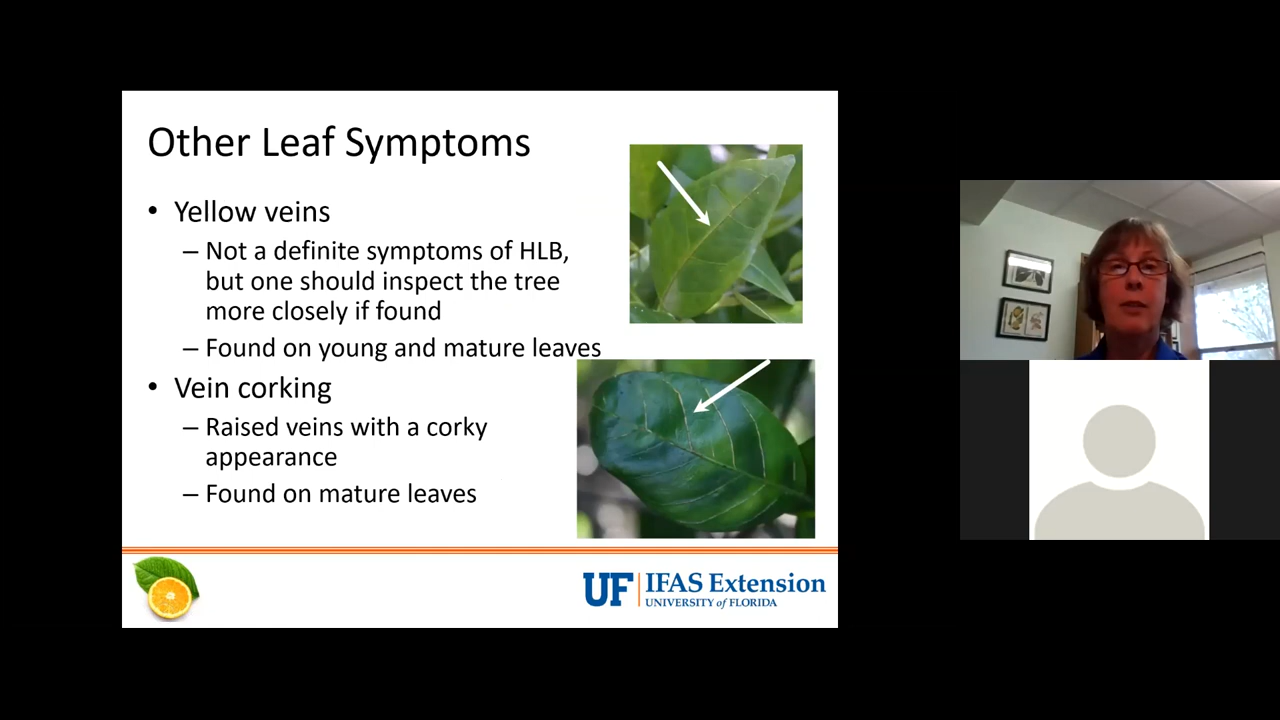 Other Leaf Symptoms
• Yellow veins
– Not a definite symptoms of HLB,
but one should inspect the tree
more closely if found
– Found on young and mature leaves
• Vein corking
– Raised veins with a corky
appearance
– Found on mature leaves
UF IFAS Extension
UNIVERSITY of FLORIDA